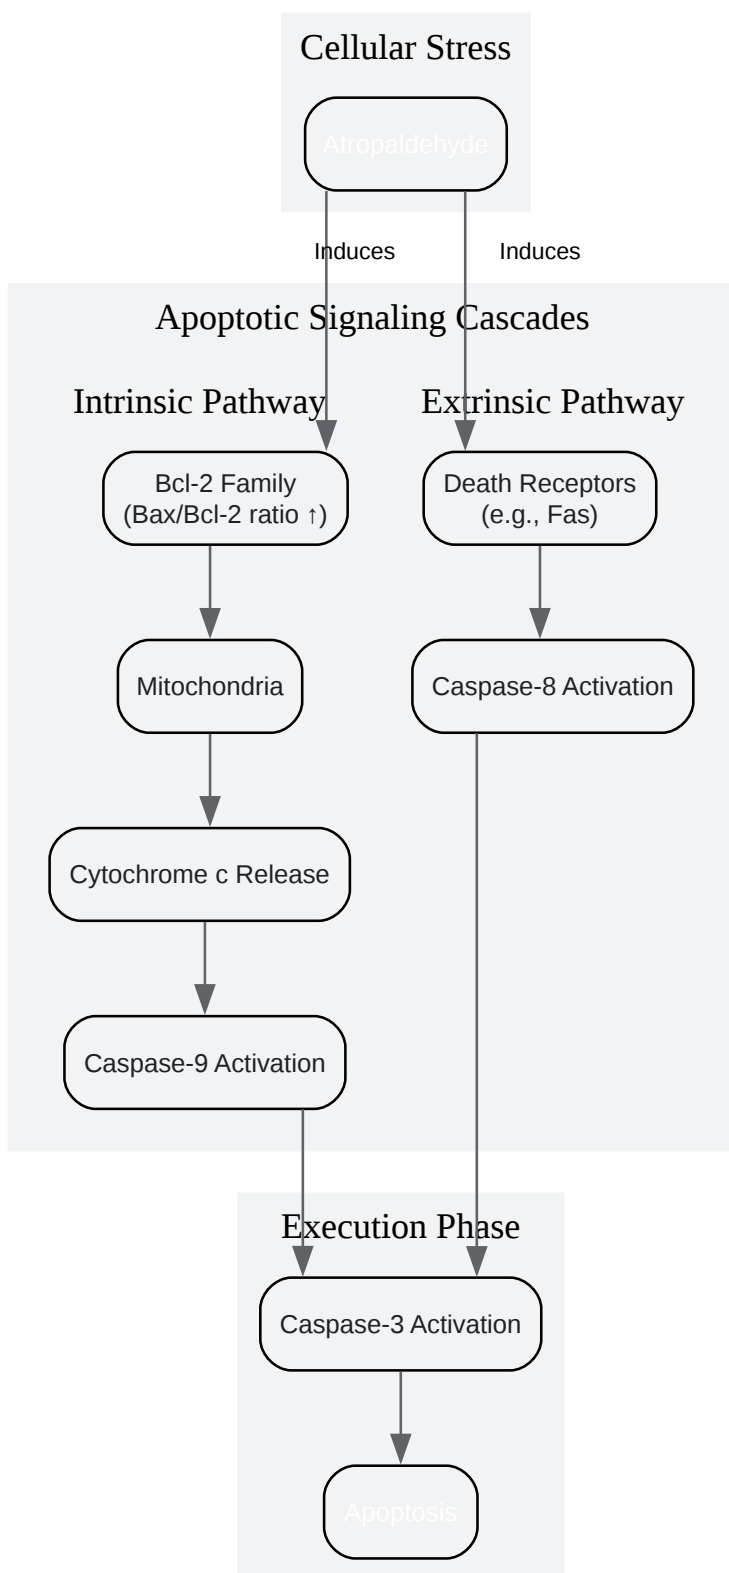 Cellular Stress
Atropaldehyde
Induces
Induces
Apoptotic Signaling Cascades
Intrinsic Pathway
Extrinsic Pathway
Bcl-2 Family
(Bax/Bcl-2 ratio ↑)
Death Receptors
(e.g., Fas)
Mitochondria
Caspase-8 Activation
Cytochrome c Release
Caspase-9 Activation
Execution Phase
Caspase-3 Activation
Apoptosis